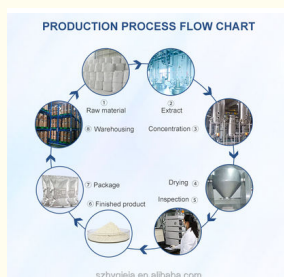 PRODUCTION PROCESS FLOW CHART
①
Raw material
②
Extract
Concentration ③
Drying ④
Inspection ⑤
⑥ Finished product
⑦ Package
⑧ Warehousing
szhygieia.en.alibaba.com